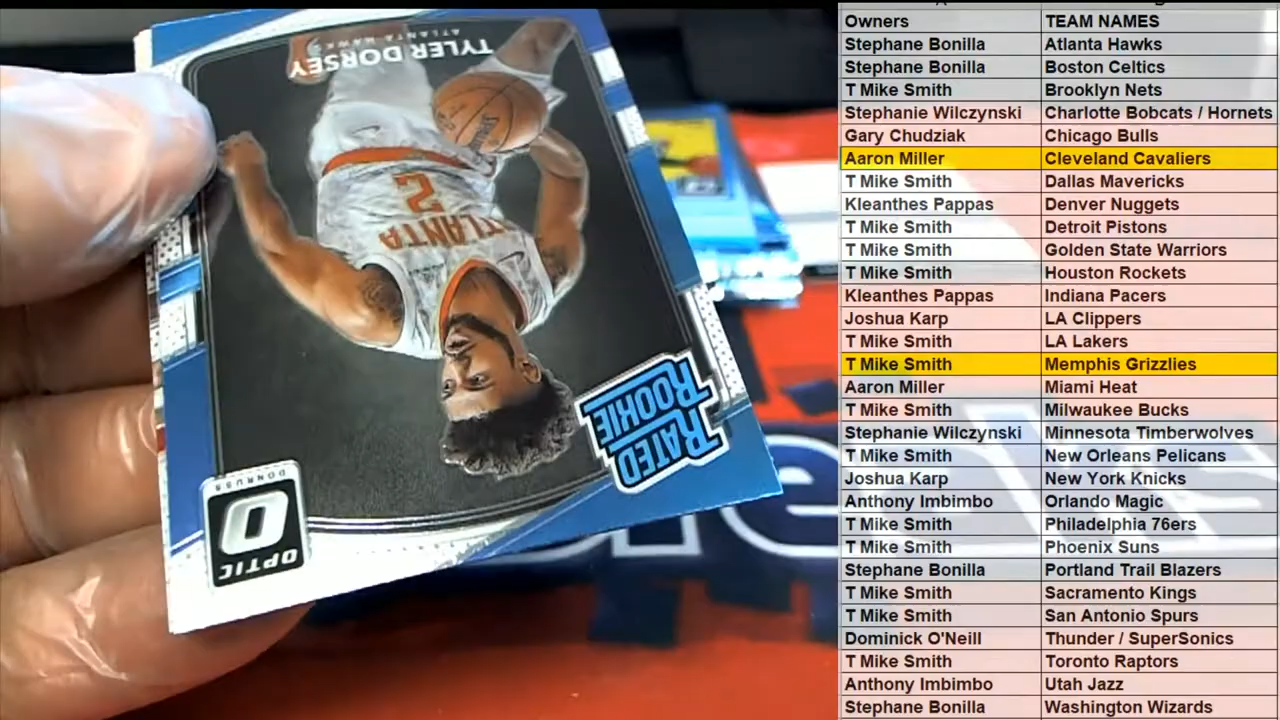 TYLER DORSEY
ATLANTA HAWKS
ATLANTA
2
RATED
ROOKIE
DONRUSS
OPTIC
Owners TEAM NAMES
Stephane Bonilla Atlanta Hawks
Stephane Bonilla Boston Celtics
T Mike Smith Brooklyn Nets
Stephanie Wilczynski Charlotte Bobcats / Hornets
Gary Chudziak Chicago Bulls
Aaron Miller Cleveland Cavaliers
T Mike Smith Dallas Mavericks
Kleanthes Pappas Denver Nuggets
T Mike Smith Detroit Pistons
T Mike Smith Golden State Warriors
T Mike Smith Houston Rockets
Kleanthes Pappas Indiana Pacers
Joshua Karp LA Clippers
T Mike Smith LA Lakers
T Mike Smith Memphis Grizzlies
Aaron Miller Miami Heat
T Mike Smith Milwaukee Bucks
Stephanie Wilczynski Minnesota Timberwolves
T Mike Smith New Orleans Pelicans
Joshua Karp New York Knicks
Anthony Imbimbo Orlando Magic
T Mike Smith Philadelphia 76ers
T Mike Smith Phoenix Suns
Stephane Bonilla Portland Trail Blazers
T Mike Smith Sacramento Kings
T Mike Smith San Antonio Spurs
Dominick O'Neill Thunder / SuperSonics
T Mike Smith Toronto Raptors
Anthony Imbimbo Utah Jazz
Stephane Bonilla Washington Wizards